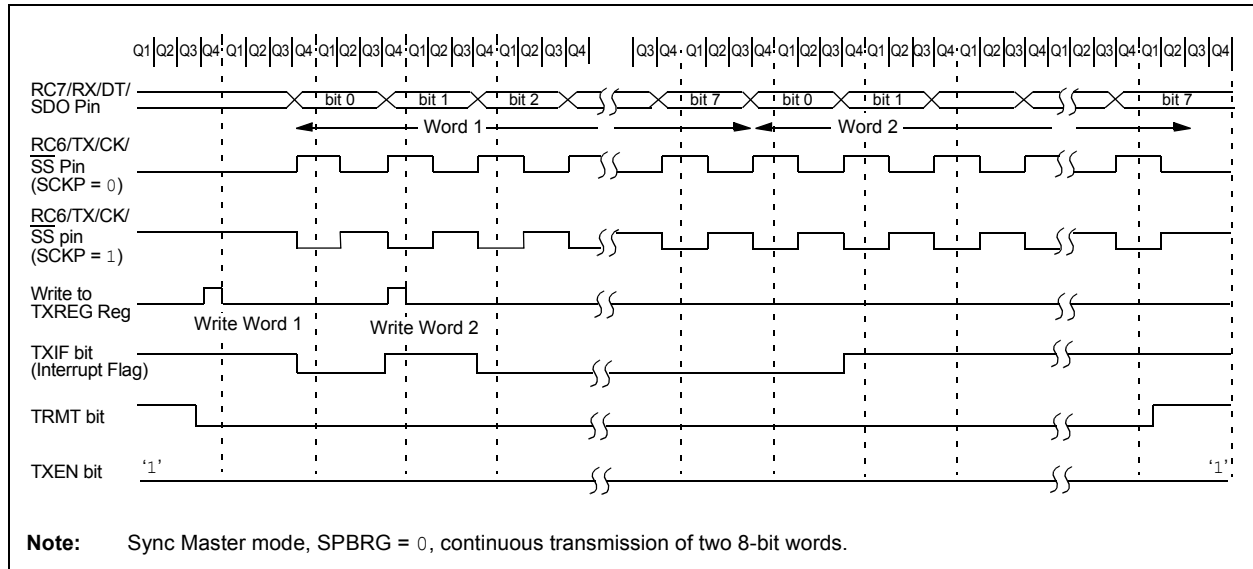 Q1 Q2 Q3 Q4 Q1 Q2 Q3 Q4 Q1 Q2 Q3 Q4 Q1 Q2 Q3 Q4 Q1 Q2 Q3 Q4 Q3 Q4 Q1 Q2 Q3 Q4 Q1 Q2 Q3 Q4 Q1 Q2 Q3 Q4 Q1 Q2 Q3 Q4 Q1 Q2 Q3 Q4 Q1 Q2 Q3 Q4
RC7/RX/DT/
SDO Pin
bit 0 bit 1 bit 2 bit 7 bit 0 bit 1 bit 7
Word 1 Word 2
RC6/TX/CK/
SS Pin
(SCKP = 0)
RC6/TX/CK/
SS pin
(SCKP = 1)
Write to
TXREG Reg
Write Word 1 Write Word 2
TXIF bit
(Interrupt Flag)
TRMT bit
TXEN bit
‘1’ ‘1’
Note: Sync Master mode, SPBRG = 0, continuous transmission of two 8-bit words.